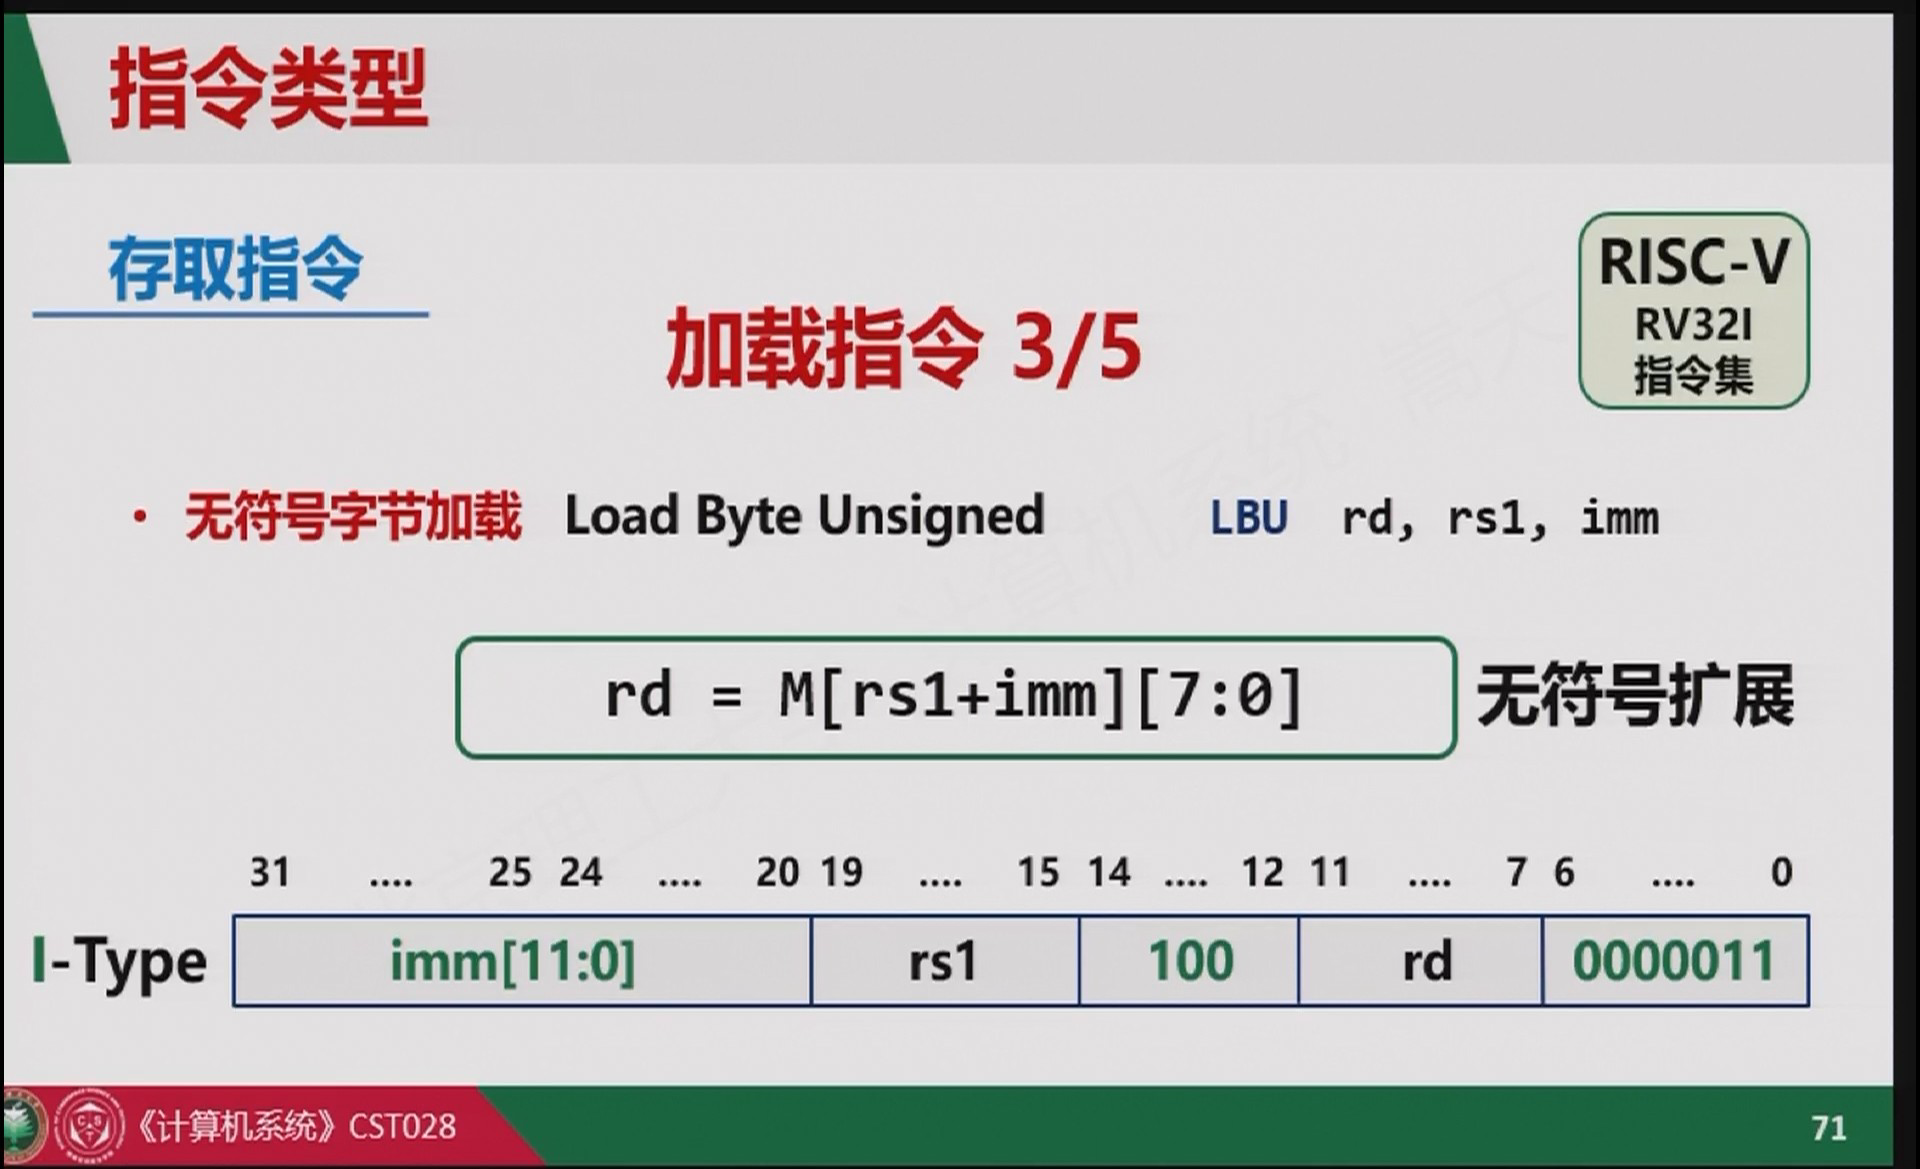 指令类型
存取指令
RISC-V
RV32I
指令集
加载指令 3/5
• 无符号字节加载 Load Byte Unsigned LBU rd, rs1, imm
rd = M[rs1+imm][7:0] 无符号扩展
31 .... 25 24 .... 20 19 .... 15 14 .... 12 11 .... 7 6 .... 0
I-Type imm[11:0] rs1 100 rd 0000011
《计算机系统》CST028
71